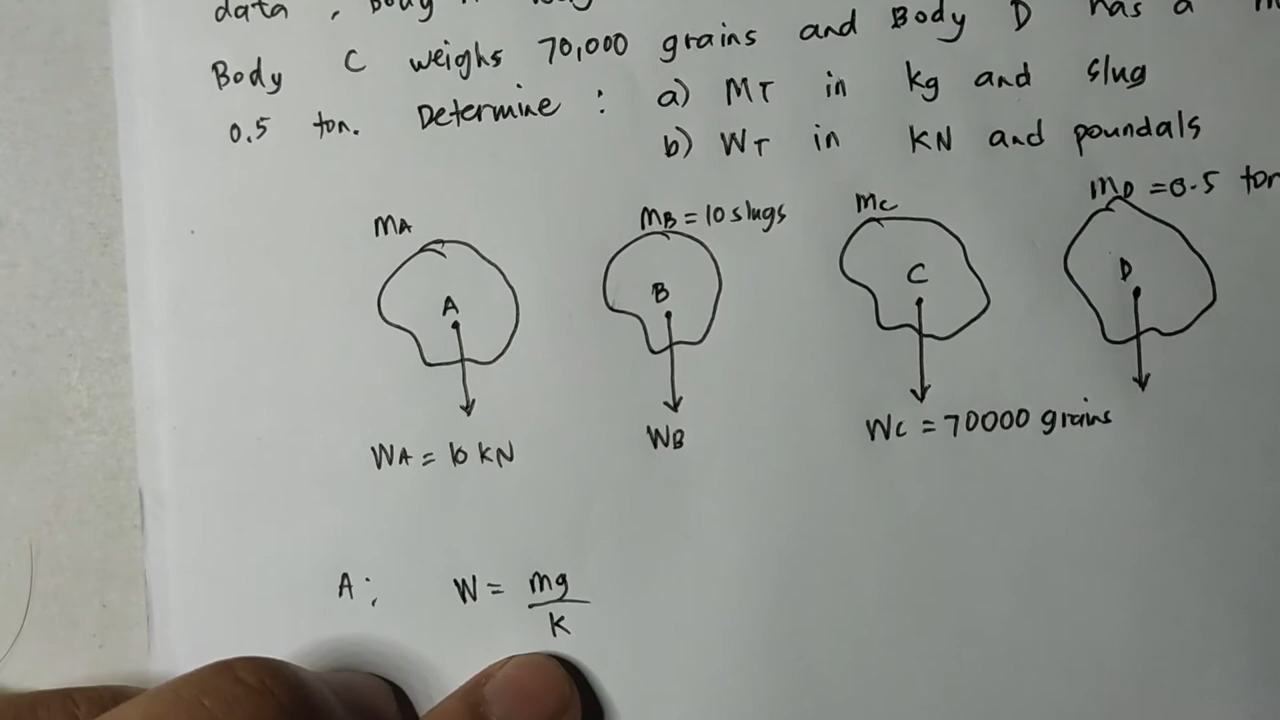 data , Body
Body C weighs 70,000 grains and Body D has a
0.5 ton. Determine : a) MT in kg and slug
b) WT in KN and poundals
MA
MB = 10 slugs
MC
MD = 0.5 ton
A
B
C
D
WA = 10 KN
WB
WC = 70000 grains
A: W = mg
k